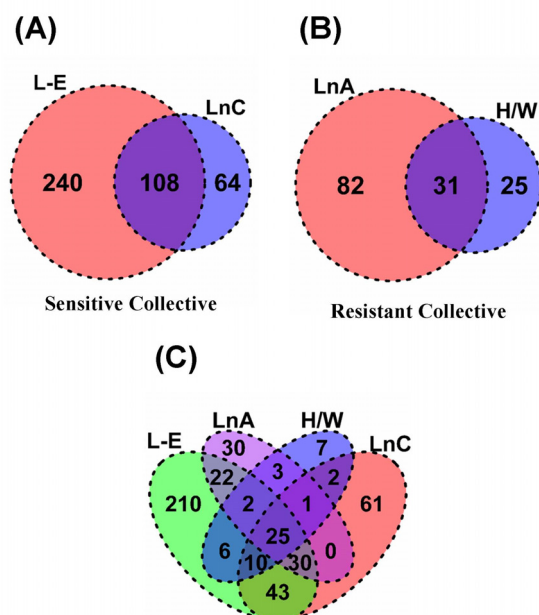 (A)
L-E
LnC
240 108 64
Sensitive Collective
(B)
LnA
H/W
82 31 25
Resistant Collective
(C)
LnA H/W
L-E LnC
30 7
22 3 2
210 2 1 61
25
6 10 30 0
43